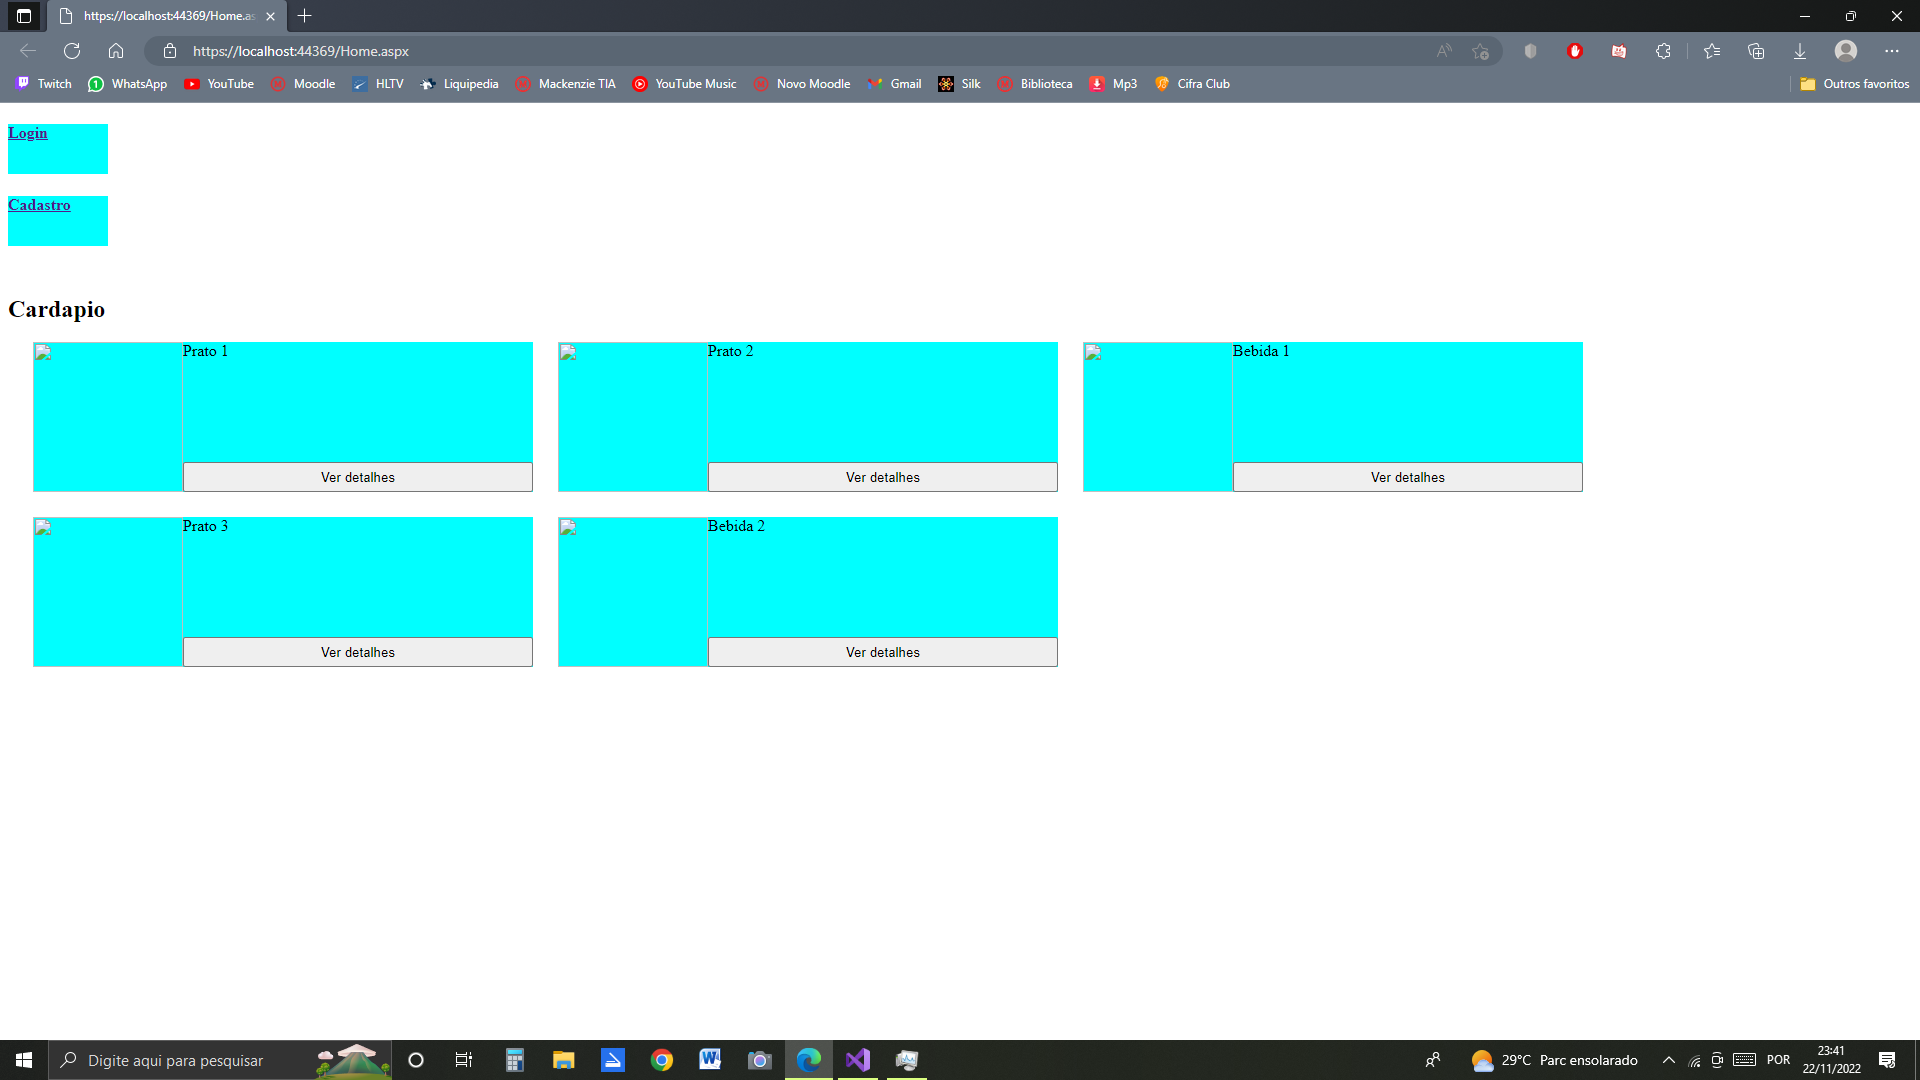 https://localhost:44369/Home.as
https://localhost:44369/Home.aspx
Twitch WhatsApp YouTube Moodle HLTV Liquipedia Mackenzie TIA YouTube Music Novo Moodle Gmail Silk Biblioteca Mp3 Cifra Club Outros favoritos
Login
Cadastro
Cardapio
Prato 1 Prato 2 Bebida 1
Ver detalhes Ver detalhes Ver detalhes
Prato 3 Bebida 2
Ver detalhes Ver detalhes
Digite aqui para pesquisar
29°C Parc ensolarado
POR
23:41
22/11/2022